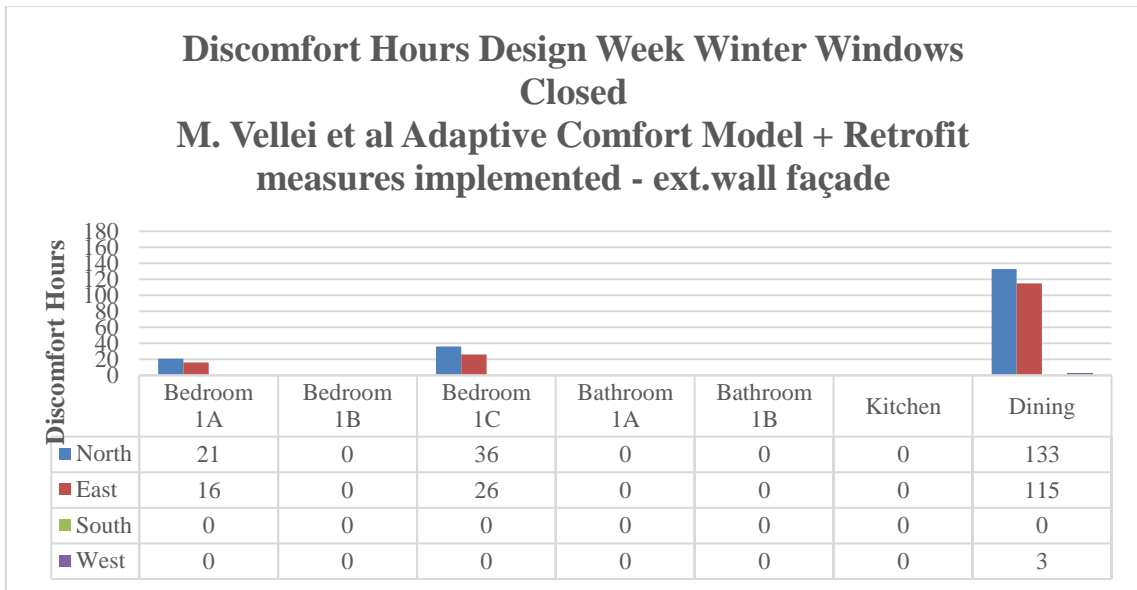 Discomfort Hours Design Week Winter Windows
Closed
M. Vellei et al Adaptive Comfort Model + Retrofit
measures implemented - ext.wall façade
Discomfort Hours
180
160
140
120
100
80
60
40
20
0
Bedroom 1A Bedroom 1B Bedroom 1C Bathroom 1A Bathroom 1B Kitchen Dining
North 21 0 36 0 0 0 133
East 16 0 26 0 0 0 115
South 0 0 0 0 0 0 0
West 0 0 0 0 0 0 3